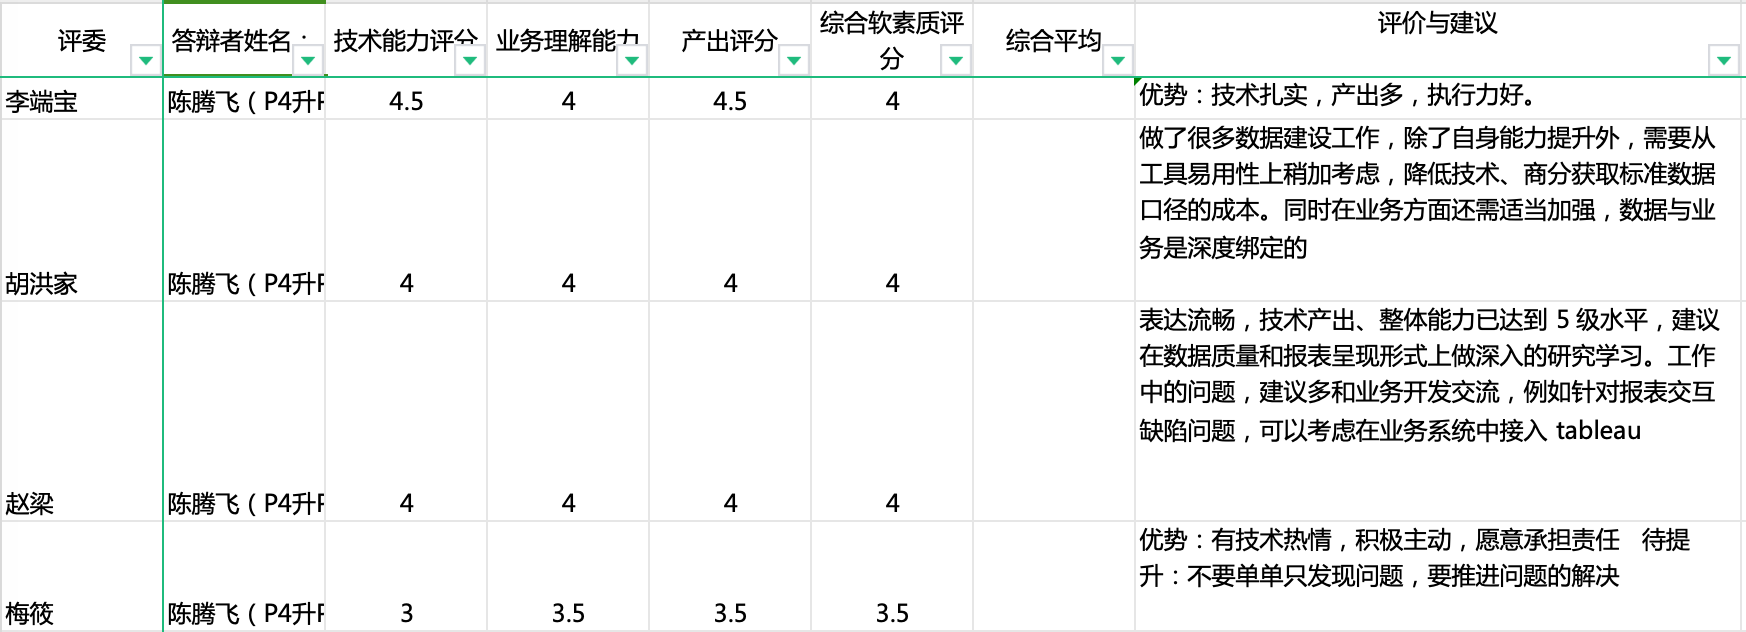 评委
答辩者姓名：
技术能力评分
业务理解能力
产出评分
综合软素质评
分
综合平均
评价与建议
李端宝
陈腾飞（P4升P
4.5
4
4.5
4
优势：技术扎实，产出多，执行力好。
做了很多数据建设工作，除了自身能力提升外，需要从
工具易用性上稍加考虑，降低技术、商分获取标准数据
口径的成本。同时在业务方面还需适当加强，数据与业
务是深度绑定的
胡洪家
陈腾飞（P4升P
4
4
4
4
表达流畅，技术产出、整体能力已达到 5 级水平，建议
在数据质量和报表呈现形式上做深入的研究学习。工作
中的问题，建议多和业务开发交流，例如针对报表交互
缺陷问题，可以考虑在业务系统中接入 tableau
赵梁
陈腾飞（P4升P
4
4
4
4
优势：有技术热情，积极主动，愿意承担责任　待提
升：不要单单只发现问题，要推进问题的解决
梅筱
陈腾飞（P4升P
3
3.5
3.5
3.5